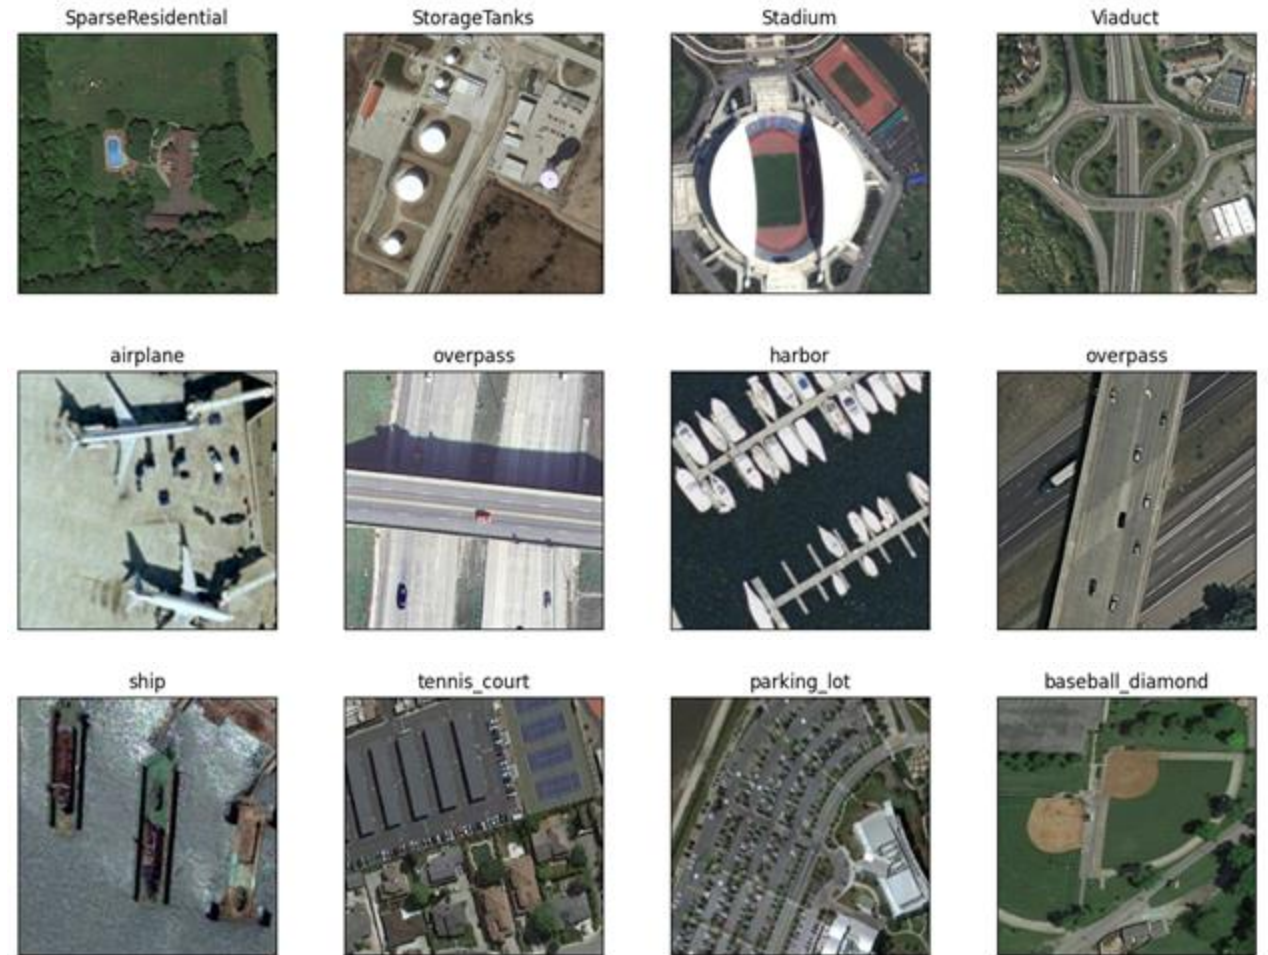 SparseResidential
StorageTanks
Stadium
Viaduct
airplane
overpass
harbor
overpass
ship
tennis_court
parking_lot
baseball_diamond